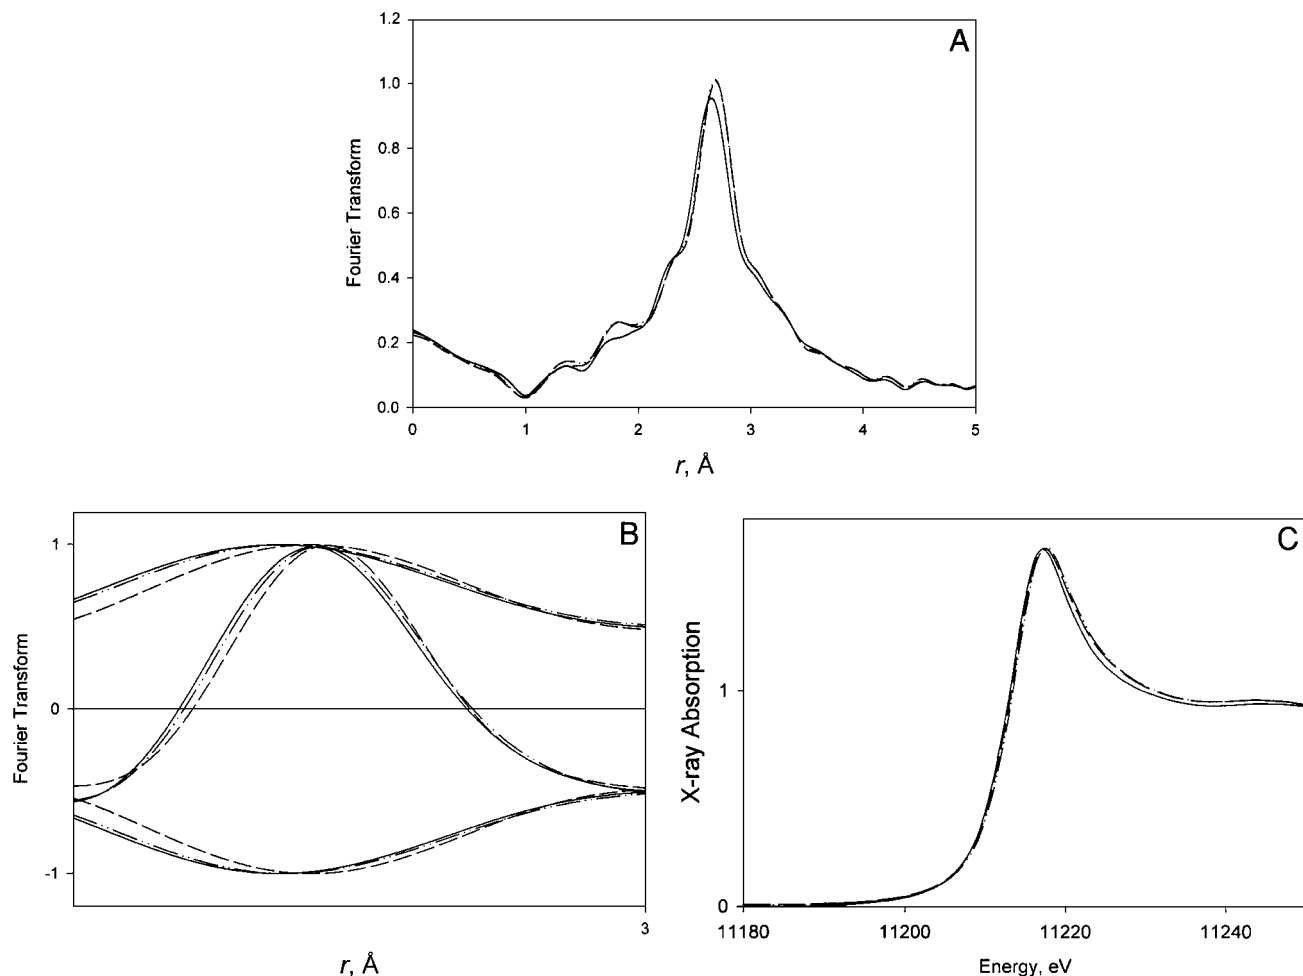 A
1.2
1.0
0.8
0.6
0.4
0.2
0.0
Fourier Transform
0 1 2 3 4 5
r, Å
B
1
0
-1
Fourier Transform
3
r, Å
C
1
0
X-ray Absorption
11180 11200 11220 11240
Energy, eV